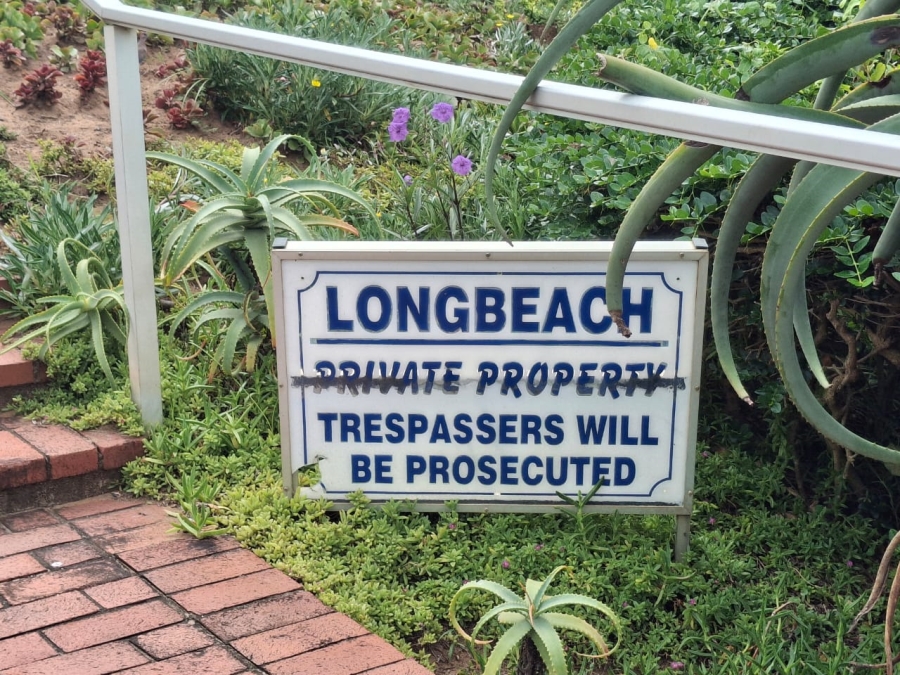 LONGBEACH
PRIVATE PROPERTY
TRESPASSERS WILL
BE PROSECUTED